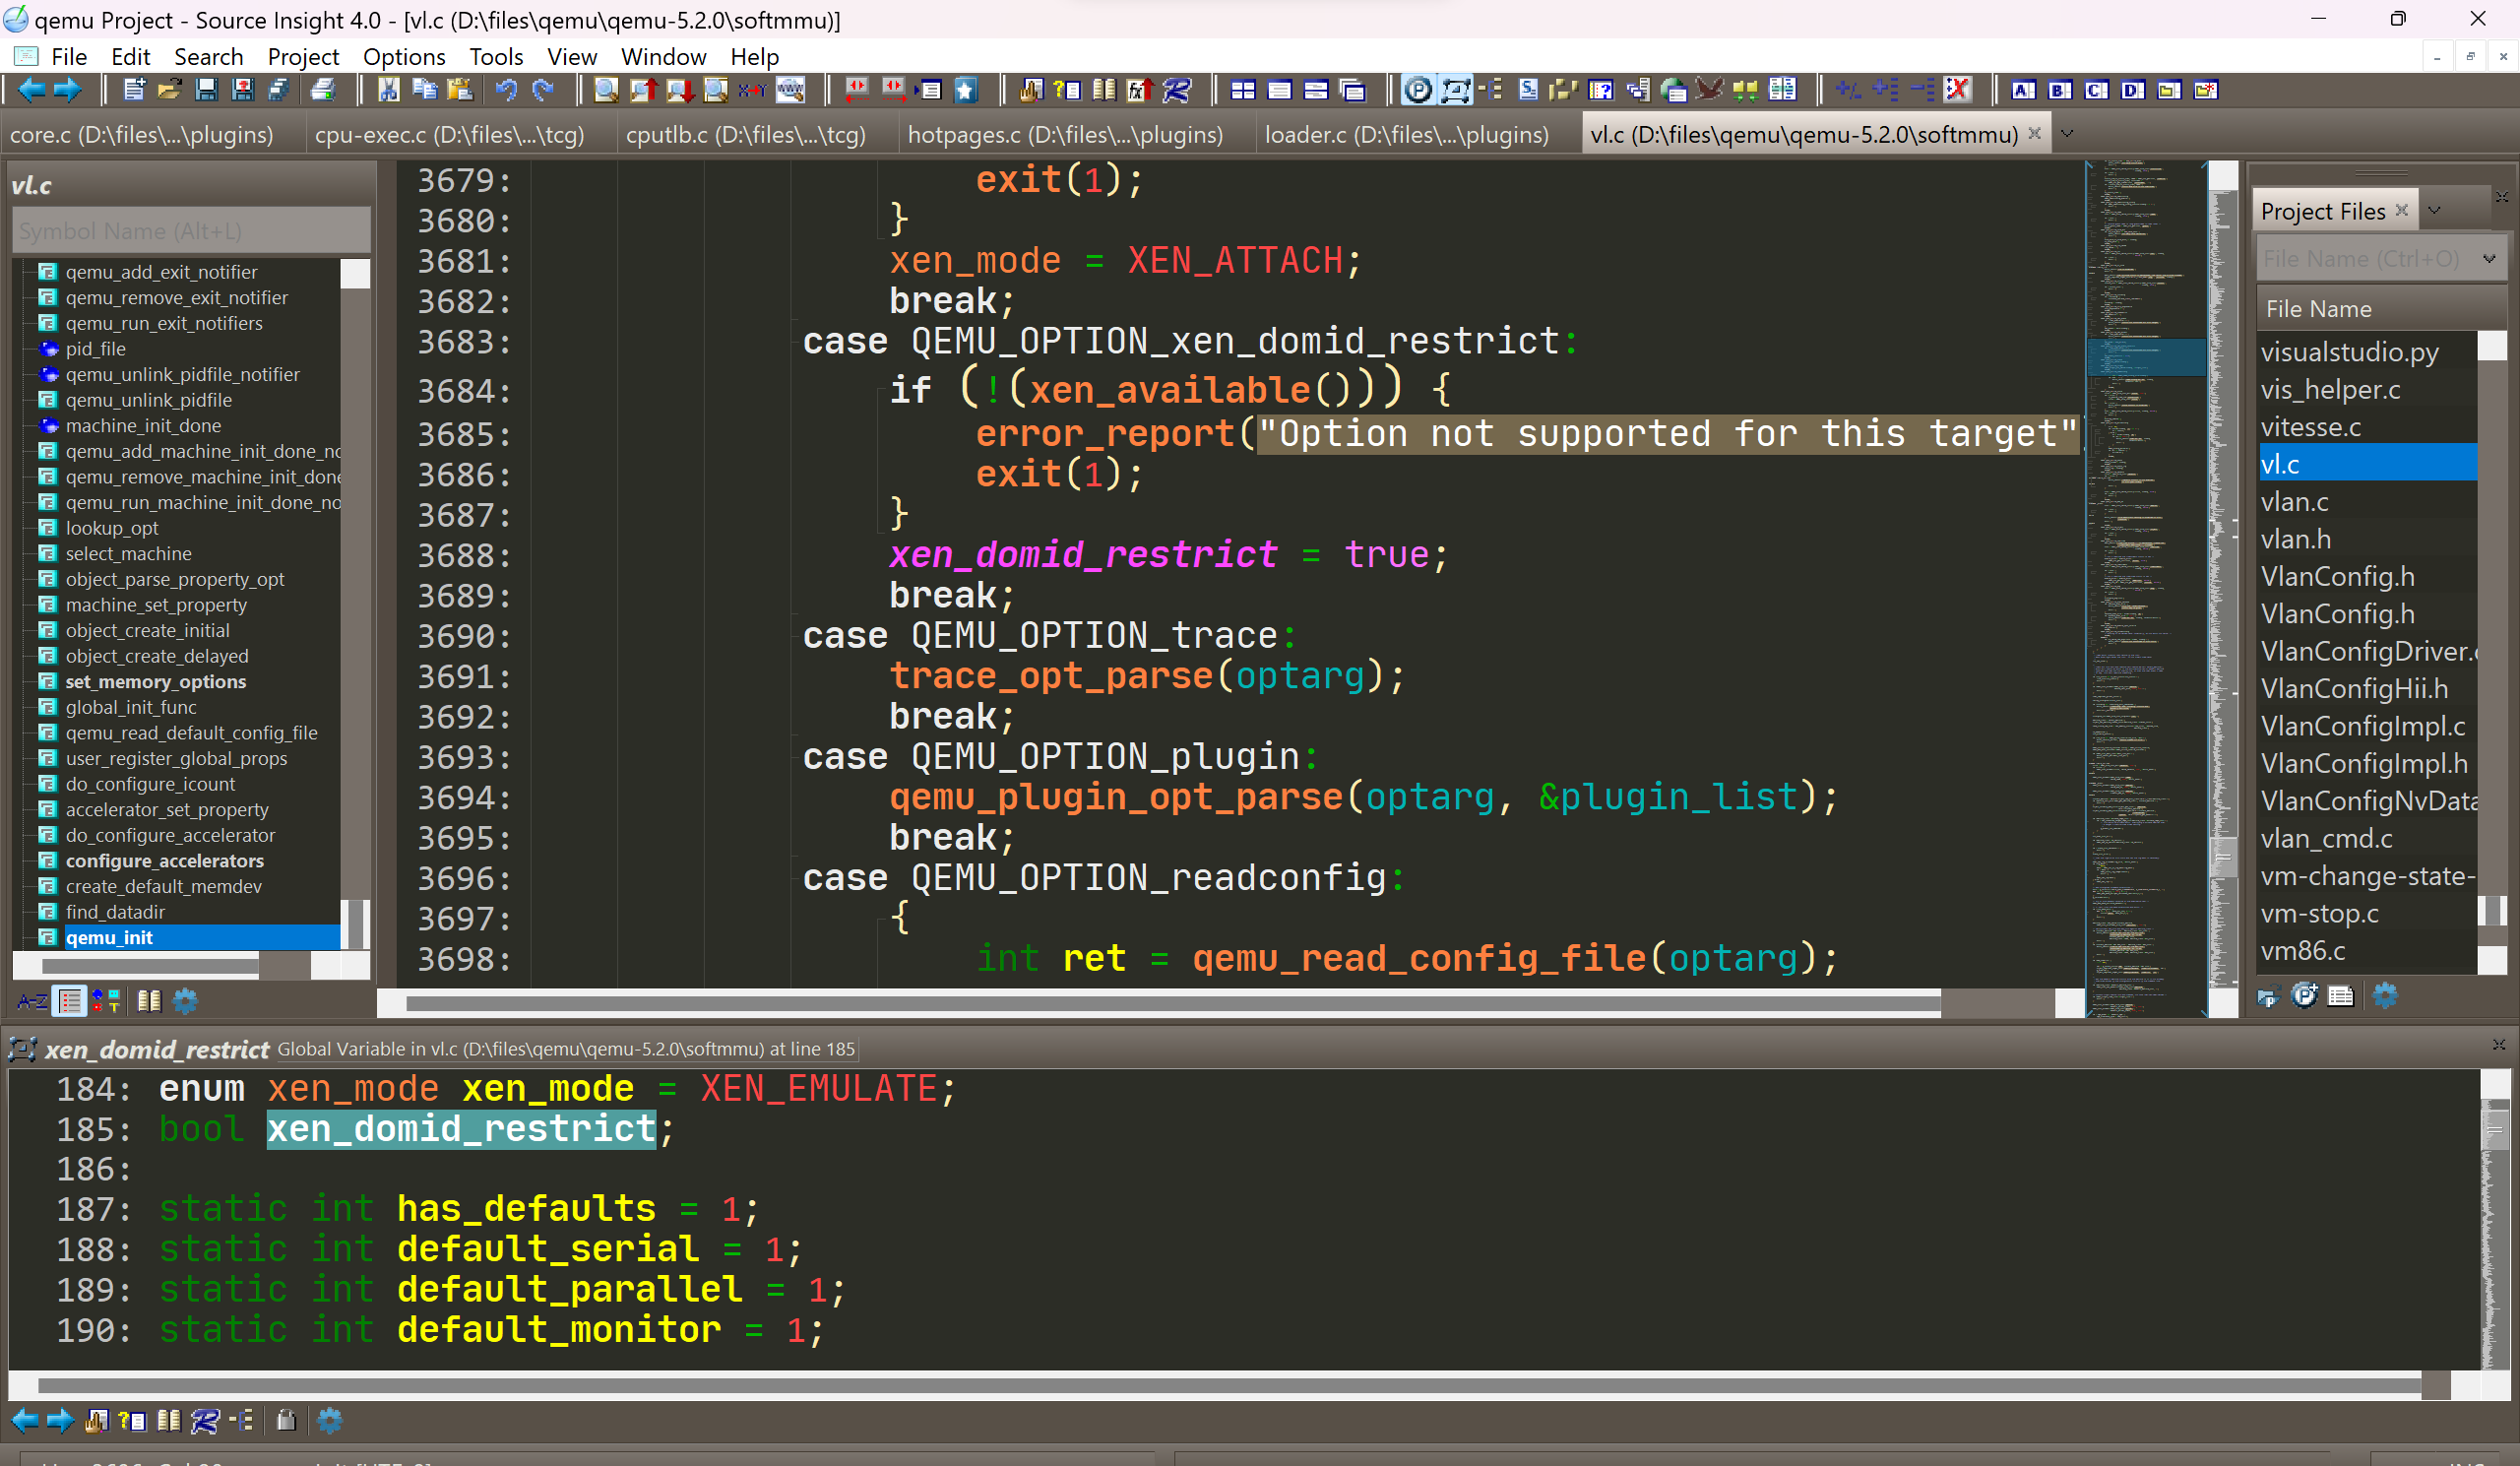 qemu Project - Source Insight 4.0 - [vl.c (D:\files\qemu\qemu-5.2.0\softmmu)]
File Edit Search Project Options Tools View Window Help
core.c (D:\files\...\plugins) cpu-exec.c (D:\files\...\tcg) cputlb.c (D:\files\...\tcg) hotpages.c (D:\files\...\plugins) loader.c (D:\files\...\plugins) vl.c (D:\files\qemu\qemu-5.2.0\softmmu)
vl.c
Symbol Name (Alt+L)
qemu_add_exit_notifier
qemu_remove_exit_notifier
qemu_run_exit_notifiers
pid_file
qemu_unlink_pidfile_notifier
qemu_unlink_pidfile
machine_init_done
qemu_add_machine_init_done_no
qemu_remove_machine_init_done
qemu_run_machine_init_done_no
lookup_opt
select_machine
object_parse_property_opt
machine_set_property
object_create_initial
object_create_delayed
set_memory_options
global_init_func
qemu_read_default_config_file
user_register_global_props
do_configure_icount
accelerator_set_property
do_configure_accelerator
configure_accelerators
create_default_memdev
find_datadir
qemu_init
3679: exit(1);
3680: }
3681: xen_mode = XEN_ATTACH;
3682: break;
3683: case QEMU_OPTION_xen_domid_restrict:
3684: if (!(xen_available())) {
3685: error_report("Option not supported for this target"
3686: exit(1);
3687: }
3688: xen_domid_restrict = true;
3689: break;
3690: case QEMU_OPTION_trace:
3691: trace_opt_parse(optarg);
3692: break;
3693: case QEMU_OPTION_plugin:
3694: qemu_plugin_opt_parse(optarg, &plugin_list);
3695: break;
3696: case QEMU_OPTION_readconfig:
3697: {
3698: int ret = qemu_read_config_file(optarg);
Project Files
File Name (Ctrl+O)
File Name
visualstudio.py
vis_helper.c
vitesse.c
vl.c
vlan.c
vlan.h
VlanConfig.h
VlanConfig.h
VlanConfigDriver.c
VlanConfigHii.h
VlanConfigImpl.c
VlanConfigImpl.h
VlanConfigNvData
vlan_cmd.c
vm-change-state-
vm-stop.c
vm86.c
xen_domid_restrict Global Variable in vl.c (D:\files\qemu\qemu-5.2.0\softmmu) at line 185
184: enum xen_mode xen_mode = XEN_EMULATE;
185: bool xen_domid_restrict;
186:
187: static int has_defaults = 1;
188: static int default_serial = 1;
189: static int default_parallel = 1;
190: static int default_monitor = 1;